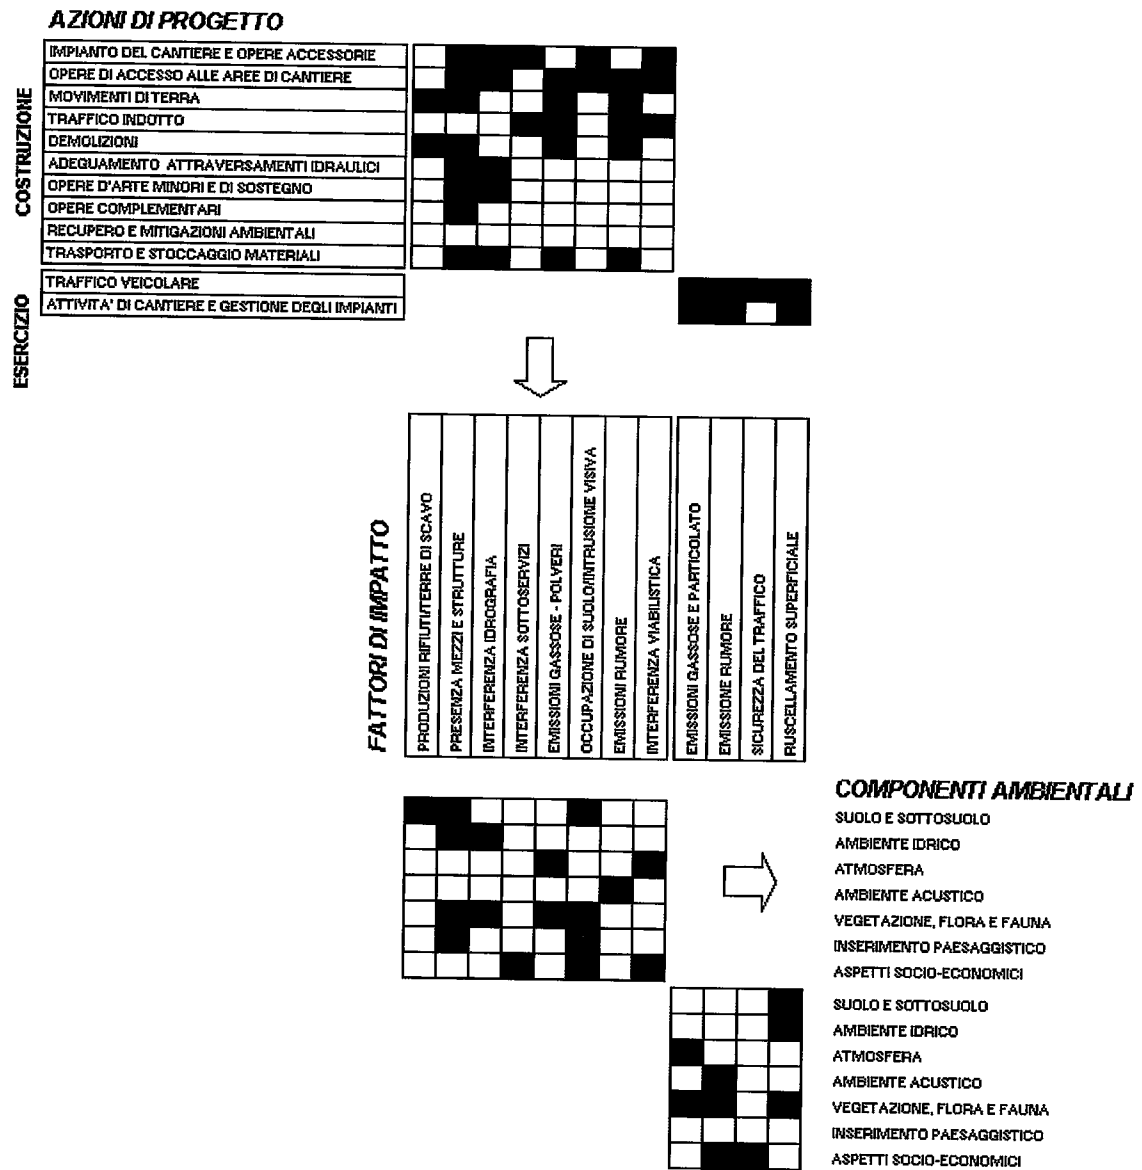 AZIONI DI PROGETTO
COSTRUZIONE
IMPIANTO DEL CANTIERE E OPERE ACCESSORIE
OPERE DI ACCESSO ALLE AREE DI CANTIERE
MOVIMENTI DI TERRA
TRAFFICO INDOTTO
DEMOLIZIONI
ADEGUAMENTO ATTRAVERSAMENTI IDRAULICI
OPERE D'ARTE MINORI E DI SOSTEGNO
OPERE COMPLEMENTARI
RECUPERO E MITIGAZIONI AMBIENTALI
TRASPORTO E STOCCAGGIO MATERIALI
ESERCIZIO
TRAFFICO VEICOLARE
ATTIVITA' DI CANTIERE E GESTIONE DEGLI IMPIANTI
FATTORI DI IMPATTO
PRODUZIONI RIFIUTI/TERRE DI SCAVO
PRESENZA MEZZI E STRUTTURE
INTERFERENZA IDROGRAFIA
INTERFERENZA SOTTOSERVIZI
EMISSIONI GASSOSE - POLVERI
OCCUPAZIONE DI SUOLO/INTRUSIONE VISIVA
EMISSIONI RUMORE
INTERFERENZA VIABILISTICA
EMISSIONI GASSOSE E PARTICOLATO
EMISSIONE RUMORE
SICUREZZA DEL TRAFFICO
RUSCELLAMENTO SUPERFICIALE
COMPONENTI AMBIENTALI
SUOLO E SOTTOSUOLO
AMBIENTE IDRICO
ATMOSFERA
AMBIENTE ACUSTICO
VEGETAZIONE, FLORA E FAUNA
INSERIMENTO PAESAGGISTICO
ASPETTI SOCIO-ECONOMICI
SUOLO E SOTTOSUOLO
AMBIENTE IDRICO
ATMOSFERA
AMBIENTE ACUSTICO
VEGETAZIONE, FLORA E FAUNA
INSERIMENTO PAESAGGISTICO
ASPETTI SOCIO-ECONOMICI